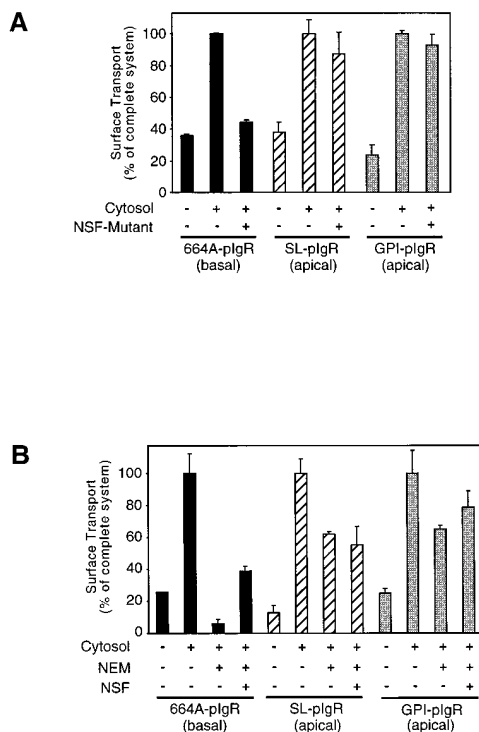 A
Surface Transport
(% of complete system)
100
80
60
40
20
0
Cytosol - + + - + + - + +
NSF-Mutant - - + - - + - - +
664A-pIgR SL-pIgR GPI-pIgR
(basal) (apical) (apical)
B
Surface Transport
(% of complete system)
100
80
60
40
20
0
Cytosol - + + + - + + + - + + +
NEM - - + + - - + + - - + +
NSF - - - + - - - + - - - +
664A-pIgR SL-pIgR GPI-pIgR
(basal) (apical) (apical)